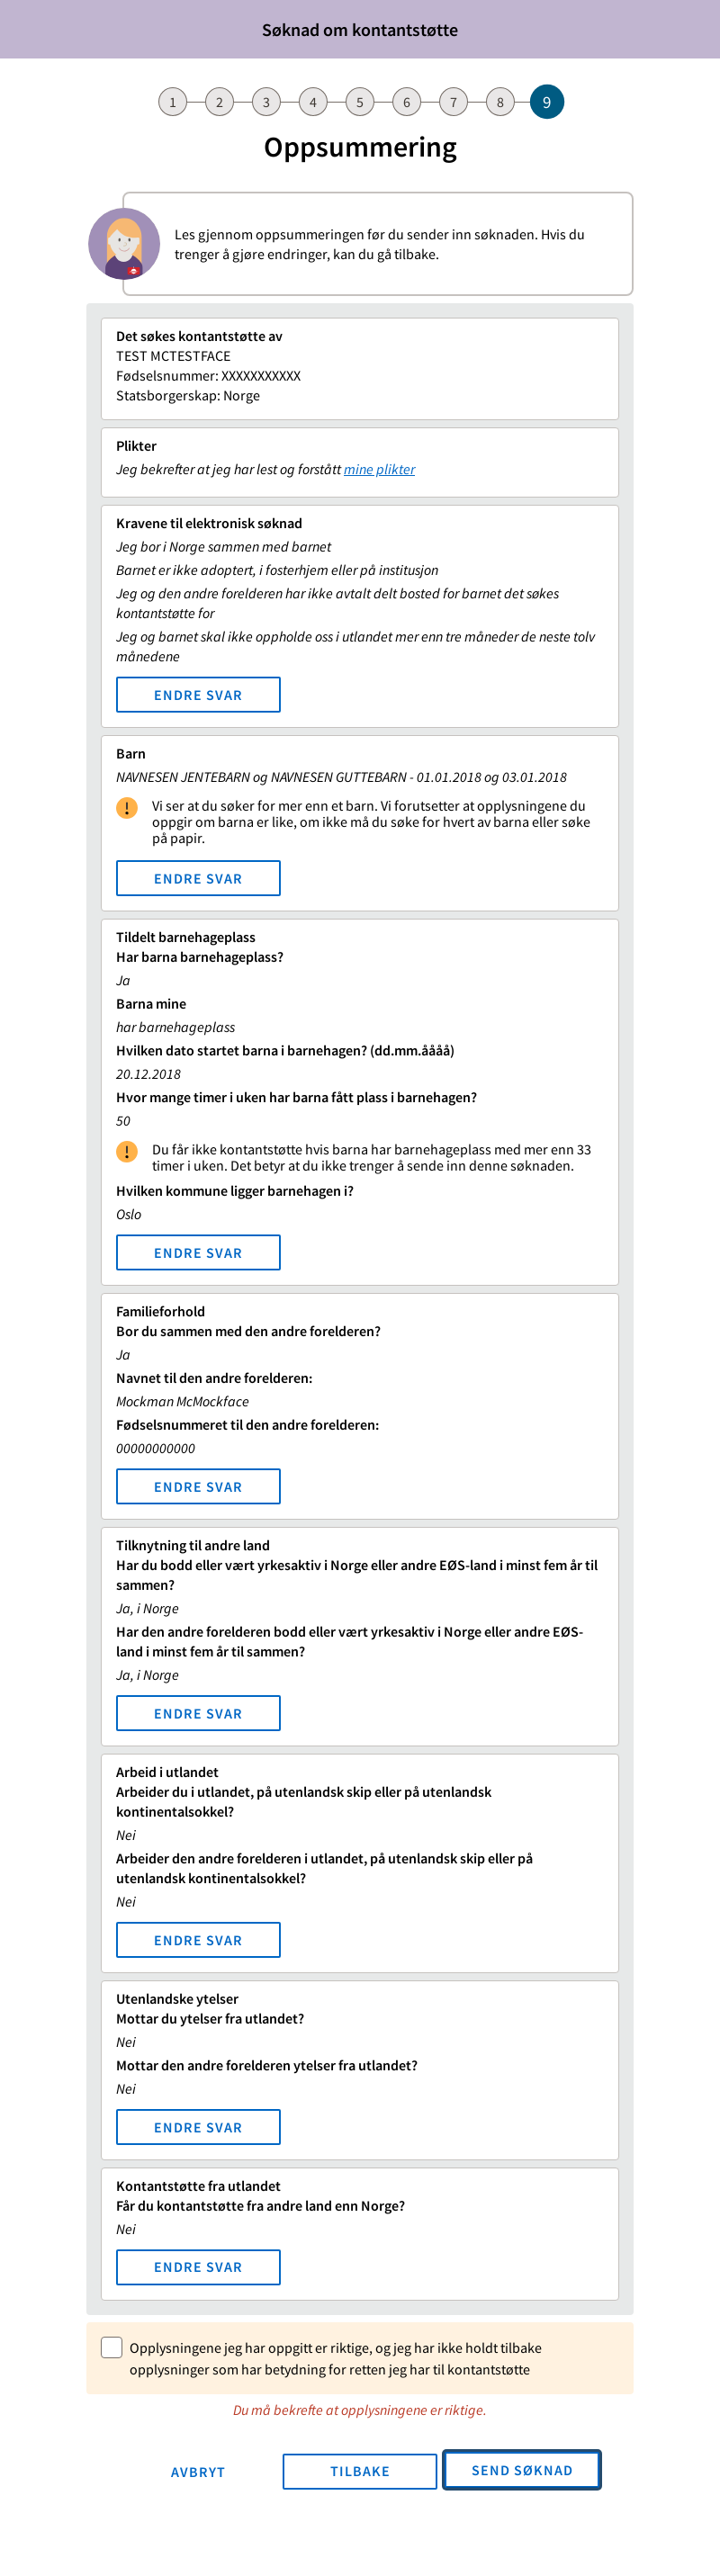 Søknad om kontantstøtte
1 2 3 4 5 6 7 8 9
Oppsummering
Les gjennom oppsummeringen før du sender inn søknaden. Hvis du
trenger å gjøre endringer, kan du gå tilbake.
Det søkes kontantstøtte av
TEST MCTESTFACE
Fødselsnummer: XXXXXXXXXXX
Statsborgerskap: Norge
Plikter
Jeg bekrefter at jeg har lest og forstått mine plikter
Kravene til elektronisk søknad
Jeg bor i Norge sammen med barnet
Barnet er ikke adoptert, i fosterhjem eller på institusjon
Jeg og den andre forelderen har ikke avtalt delt bosted for barnet det søkes
kontantstøtte for
Jeg og barnet skal ikke oppholde oss i utlandet mer enn tre måneder de neste tolv
månedene
ENDRE SVAR
Barn
NAVNESEN JENTEBARN og NAVNESEN GUTTEBARN - 01.01.2018 og 03.01.2018
Vi ser at du søker for mer enn et barn. Vi forutsetter at opplysningene du
oppgir om barna er like, om ikke må du søke for hvert av barna eller søke
på papir.
ENDRE SVAR
Tildelt barnehageplass
Har barna barnehageplass?
Ja
Barna mine
har barnehageplass
Hvilken dato startet barna i barnehagen? (dd.mm.åååå)
20.12.2018
Hvor mange timer i uken har barna fått plass i barnehagen?
50
Du får ikke kontantstøtte hvis barna har barnehageplass med mer enn 33
timer i uken. Det betyr at du ikke trenger å sende inn denne søknaden.
Hvilken kommune ligger barnehagen i?
Oslo
ENDRE SVAR
Familieforhold
Bor du sammen med den andre forelderen?
Ja
Navnet til den andre forelderen:
Mockman McMockface
Fødselsnummeret til den andre forelderen:
00000000000
ENDRE SVAR
Tilknytning til andre land
Har du bodd eller vært yrkesaktiv i Norge eller andre EØS-land i minst fem år til
sammen?
Ja, i Norge
Har den andre forelderen bodd eller vært yrkesaktiv i Norge eller andre EØS-
land i minst fem år til sammen?
Ja, i Norge
ENDRE SVAR
Arbeid i utlandet
Arbeider du i utlandet, på utenlandsk skip eller på utenlandsk
kontinentalsokkel?
Nei
Arbeider den andre forelderen i utlandet, på utenlandsk skip eller på
utenlandsk kontinentalsokkel?
Nei
ENDRE SVAR
Utenlandske ytelser
Mottar du ytelser fra utlandet?
Nei
Mottar den andre forelderen ytelser fra utlandet?
Nei
ENDRE SVAR
Kontantstøtte fra utlandet
Får du kontantstøtte fra andre land enn Norge?
Nei
ENDRE SVAR
Opplysningene jeg har oppgitt er riktige, og jeg har ikke holdt tilbake
opplysninger som har betydning for retten jeg har til kontantstøtte
Du må bekrefte at opplysningene er riktige.
AVBRYT TILBAKE SEND SØKNAD